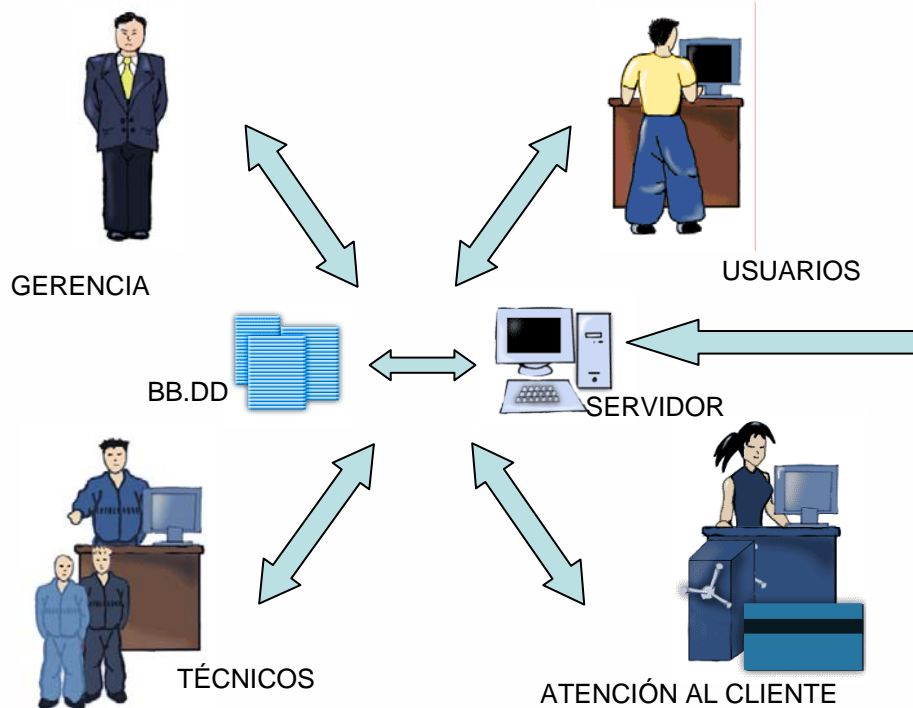 GERENCIA
USUARIOS
BB.DD
SERVIDOR
TÉCNICOS
ATENCIÓN AL CLIENTE